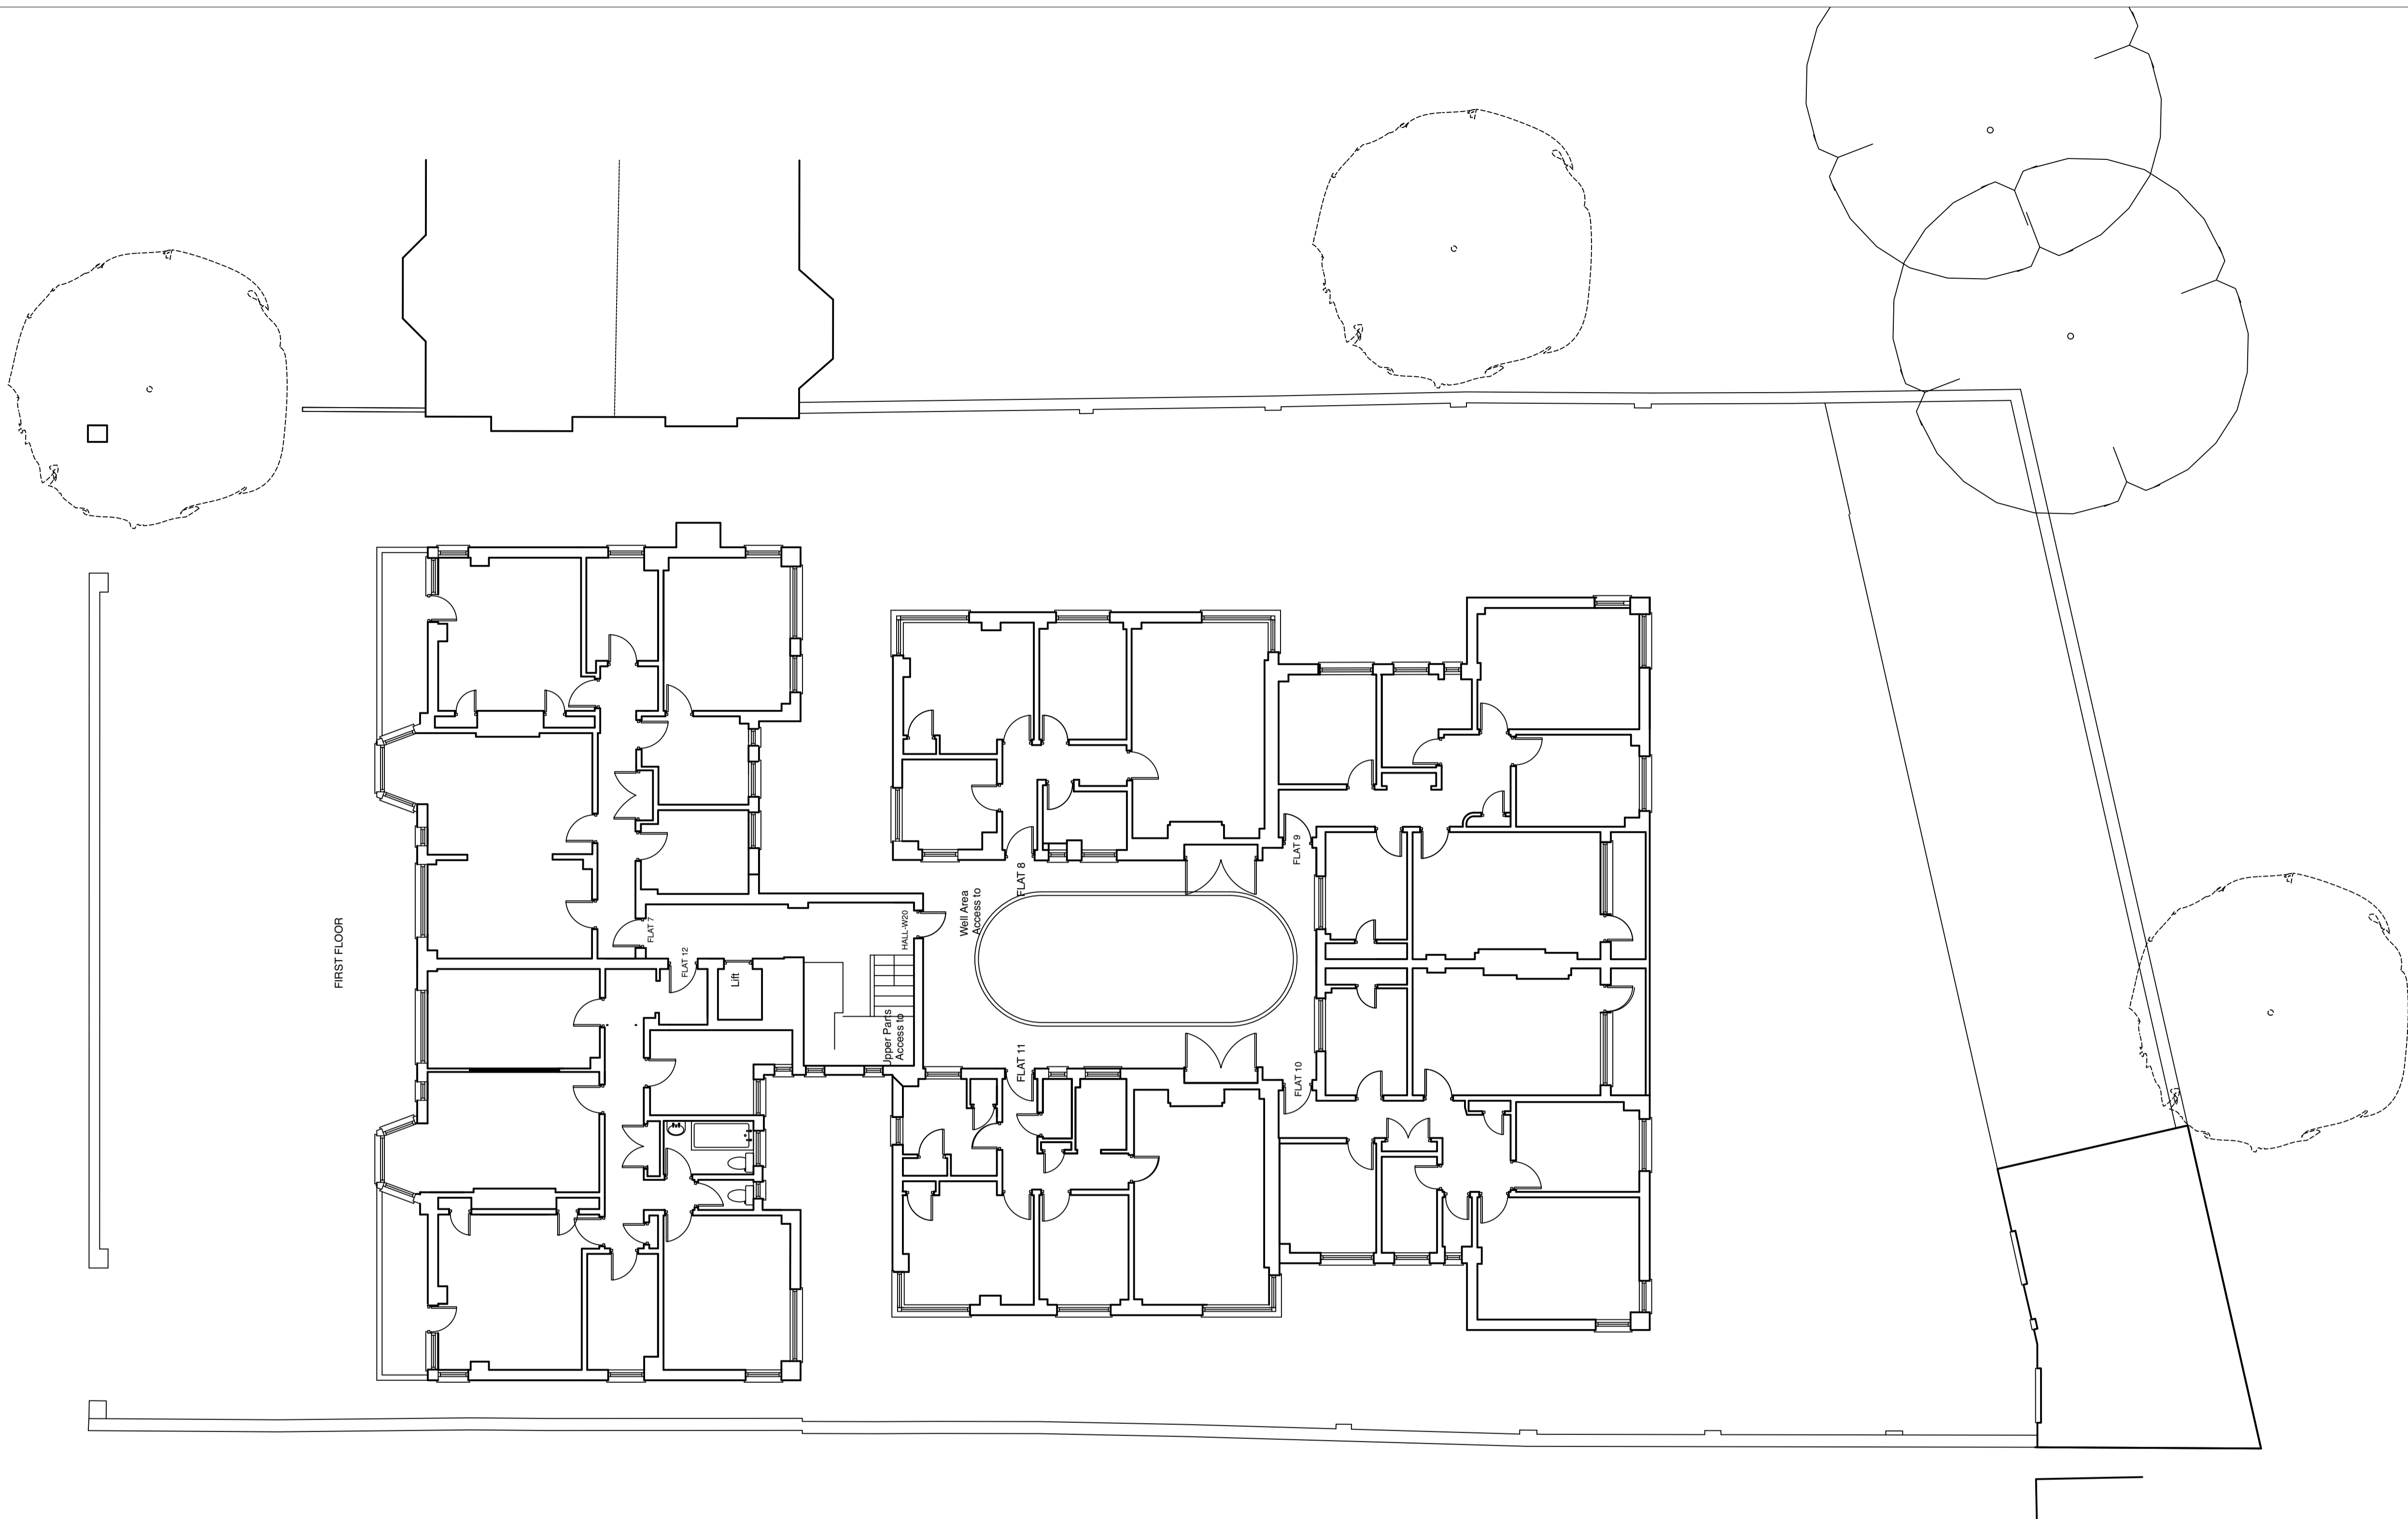 FIRST FLOOR
FLAT 7
FLAT 12
Lift
HALL-W20
Upper Parts
Access to
Well Area
Access to
FLAT 8
FLAT 11
FLAT 9
FLAT 10